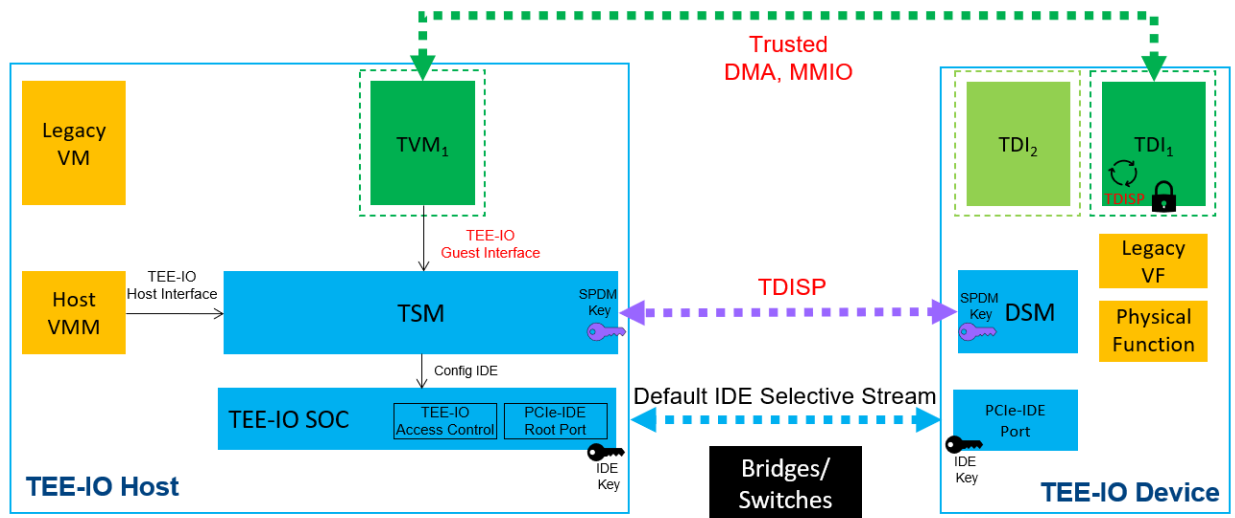 Trusted
DMA, MMIO
Legacy
VM
TVM₁
TEE-IO
Guest Interface
Host
VMM
TEE-IO
Host Interface
TSM
SPDM
Key
Config IDE
TEE-IO SOC
TEE-IO
Access Control
PCIe-IDE
Root Port
IDE
Key
TEE-IO Host
TDISP
Default IDE Selective Stream
Bridges/
Switches
TDI₂
TDI₁
TDISP
Legacy
VF
Physical
Function
SPDM
Key
DSM
PCIe-IDE
Port
IDE
Key
TEE-IO Device